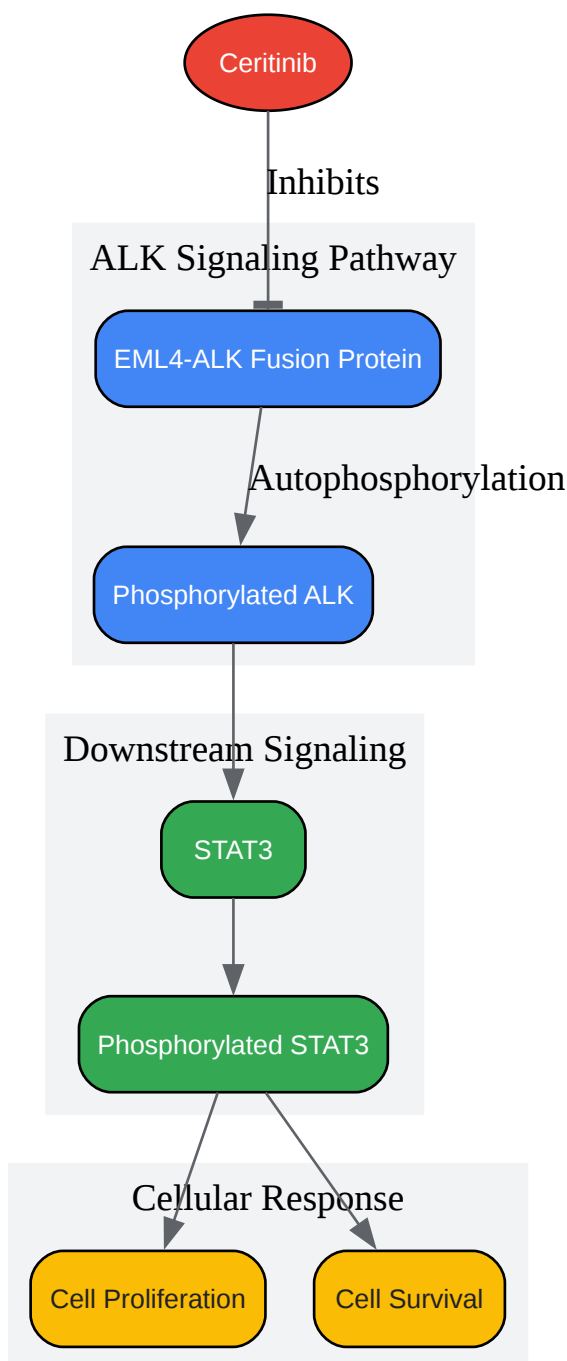 Ceritinib
Inhibits
ALK Signaling Pathway
EML4-ALK Fusion Protein
Autophosphorylation
Phosphorylated ALK
Downstream Signaling
STAT3
Phosphorylated STAT3
Cellular Response
Cell Proliferation
Cell Survival